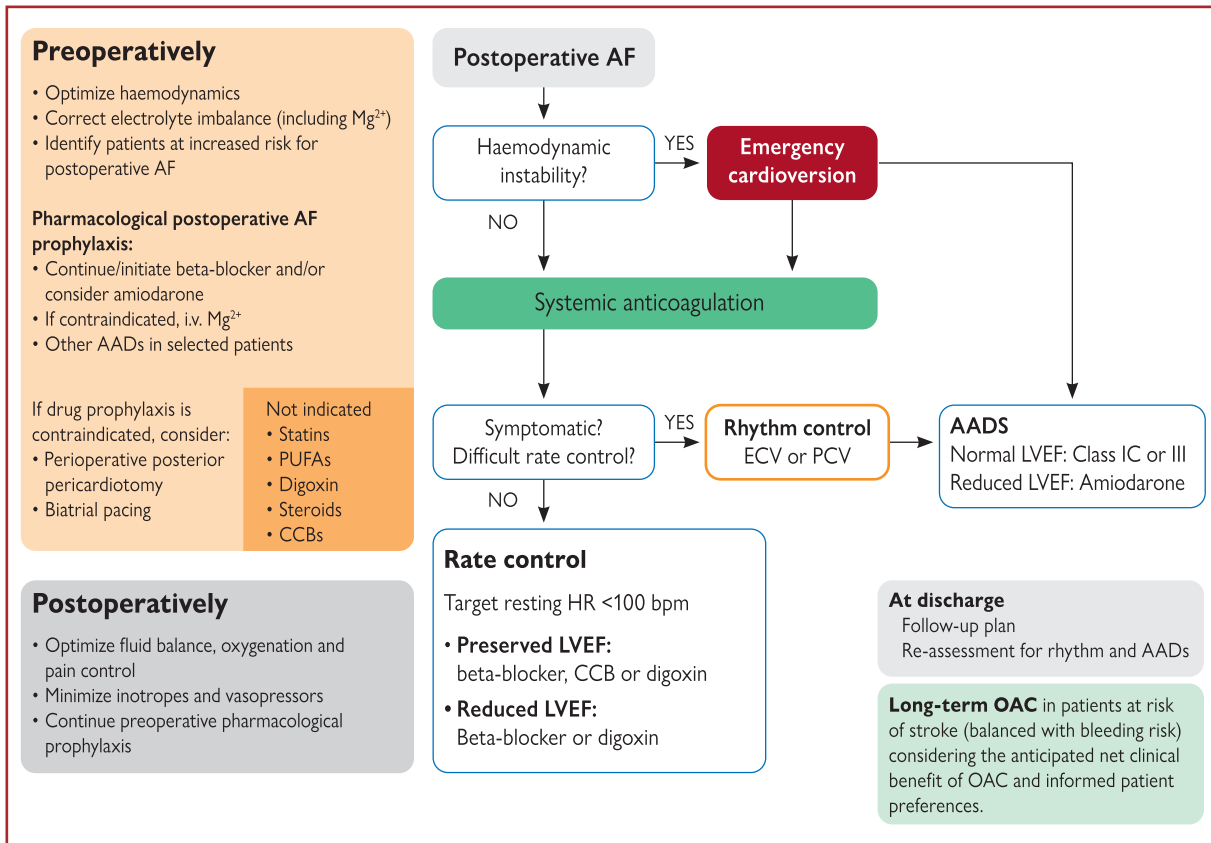 Preoperatively
• Optimize haemodynamics
• Correct electrolyte imbalance (including Mg2+)
• Identify patients at increased risk for
postoperative AF
Pharmacological postoperative AF
prophylaxis:
• Continue/initiate beta-blocker and/or
consider amiodarone
• If contraindicated, i.v. Mg2+
• Other AADs in selected patients
If drug prophylaxis is
contraindicated, consider:
• Perioperative posterior
pericardiotomy
• Biatrial pacing
Not indicated
• Statins
• PUFAs
• Digoxin
• Steroids
• CCBs
Postoperatively
• Optimize fluid balance, oxygenation and
pain control
• Minimize inotropes and vasopressors
• Continue preoperative pharmacological
prophylaxis
Postoperative AF
Haemodynamic
instability?
YES
Emergency
cardioversion
NO
Systemic anticoagulation
Symptomatic?
Difficult rate control?
YES
Rhythm control
ECV or PCV
AADS
Normal LVEF: Class IC or III
Reduced LVEF: Amiodarone
NO
Rate control
Target resting HR <100 bpm
• Preserved LVEF:
beta-blocker, CCB or digoxin
• Reduced LVEF:
Beta-blocker or digoxin
At discharge
Follow-up plan
Re-assessment for rhythm and AADs
Long-term OAC in patients at risk
of stroke (balanced with bleeding risk)
considering the anticipated net clinical
benefit of OAC and informed patient
preferences.